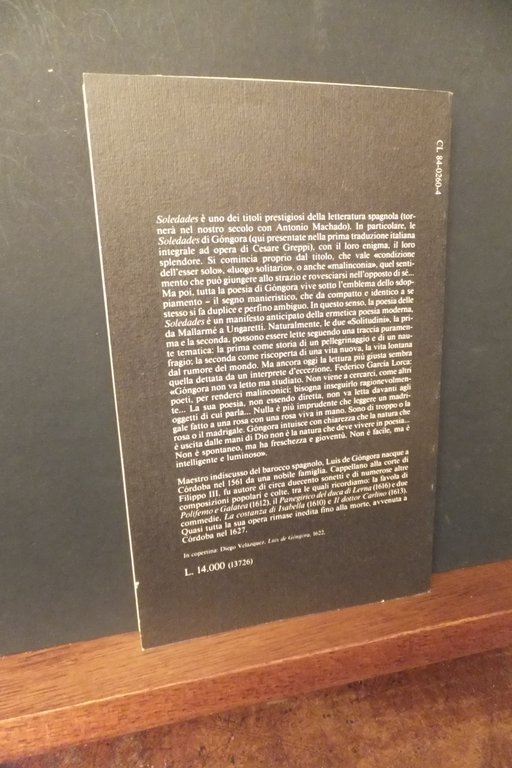 CL 84-0260-4
Soledades è uno dei titoli prestigiosi della letteratura spagnola (tor-
nerà nel nostro secolo con Antonio Machado). In particolare, le
Soledades di Góngora (qui presentate nella prima traduzione italiana
integrale ad opera di Cesare Greppi), con il loro enigma, il loro
splendore. Si comincia proprio dal titolo, che vale «condizione
dell'esser solo», «luogo solitario», o anche «malinconia», quel senti-
mento che può giungere allo strazio e rovesciarsi nell'opposto di sé...
Ma poi, tutta la poesia di Góngora vive sotto l'emblema dello sdop-
piamento – il segno manieristico, che da compatto e identico a se
stesso si fa duplice e perfino ambiguo. In questo senso, la poesia delle
Soledades è un manifesto anticipato della ermetica poesia moderna,
da Mallarmé a Ungaretti. Naturalmente, le due «Solitudini», la pri-
ma e la seconda, possono essere lette seguendo una traccia puramen-
te tematica: la prima come storia di un pellegrinaggio e di un nau-
fragio; la seconda come riscoperta di una vita nuova, la vita lontana
dal rumore del mondo. Ma ancora oggi la lettura più giusta sembra
quella dettata da un interprete d'eccezione, Federico García Lorca:
«Góngora non va letto ma studiato. Non viene a cercarci, come altri
poeti, per renderci malinconici; bisogna inseguirlo ragionevolmen-
te... La sua poesia, non essendo diretta, non va letta davanti agli
oggetti di cui parla... Nulla è più imprudente che leggere un madri-
gale fatto a una rosa con una rosa viva in mano. Sono di troppo o la
rosa o il madrigale. Góngora intuisce con chiarezza che la natura che
è uscita dalle mani di Dio non è la natura che deve vivere in poesia...
Non è spontaneo, ma ha freschezza e gioventù. Non è facile, ma è
intelligente e luminoso».
Maestro indiscusso del barocco spagnolo, Luis de Góngora nacque a
Córdoba nel 1561 da una nobile famiglia. Cappellano alla corte di
Filippo III, fu autore di circa duecento sonetti e di numerose altre
composizioni popolari e colte, tra le quali ricordiamo: la favola di
Polifemo e Galatea (1612), il Panegirico del duca di Lerma (1616) e due
commedie, La costanza di Isabella (1610) e Il dottor Carlino (1613).
Quasi tutta la sua opera rimase inedita fino alla morte, avvenuta a
Córdoba nel 1627.
In copertina: Diego Velázquez, Luis de Góngora, 1622.
L. 14.000 (13726)